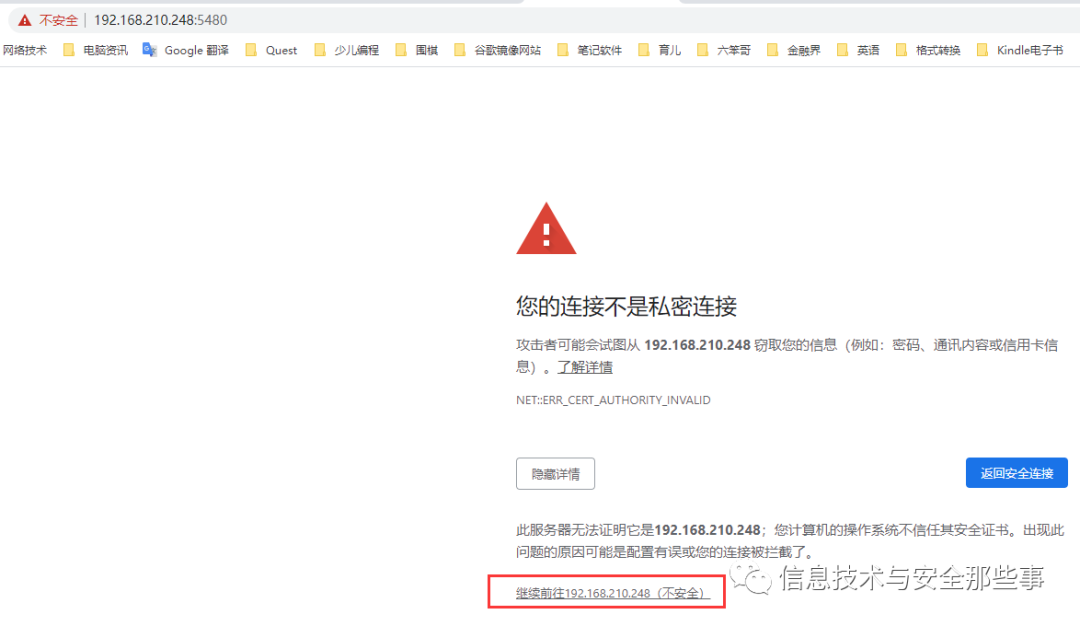 不安全 | 192.168.210.248:5480
网络技术 电脑资讯 Google 翻译 Quest 少儿编程 围棋 谷歌镜像网站 笔记软件 育儿 六笨哥 金融界 英语 格式转换 Kindle电子书
您的连接不是私密连接
攻击者可能会试图从 192.168.210.248 窃取您的信息（例如：密码、通讯内容或信用卡信
息）。了解详情
NET::ERR_CERT_AUTHORITY_INVALID
隐藏详情 返回安全连接
此服务器无法证明它是192.168.210.248；您计算机的操作系统不信任其安全证书。出现此
问题的原因可能是配置有误或您的连接被拦截了。
继续前往192.168.210.248（不安全）
信息技术与安全那些事